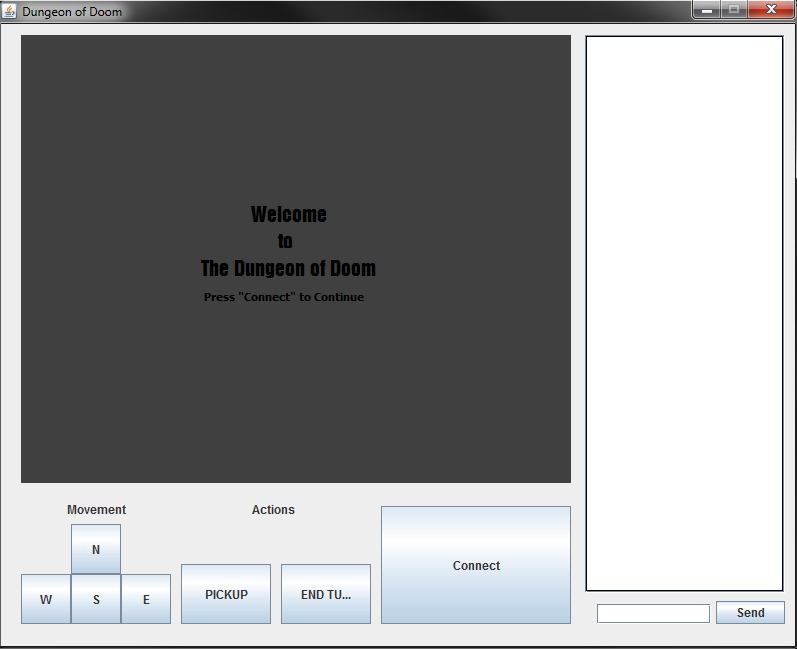 Dungeon of Doom
Welcome
to
The Dungeon of Doom
Press "Connect" to Continue
Movement
Actions
N
W
S
E
PICKUP
END TU...
Connect
Send